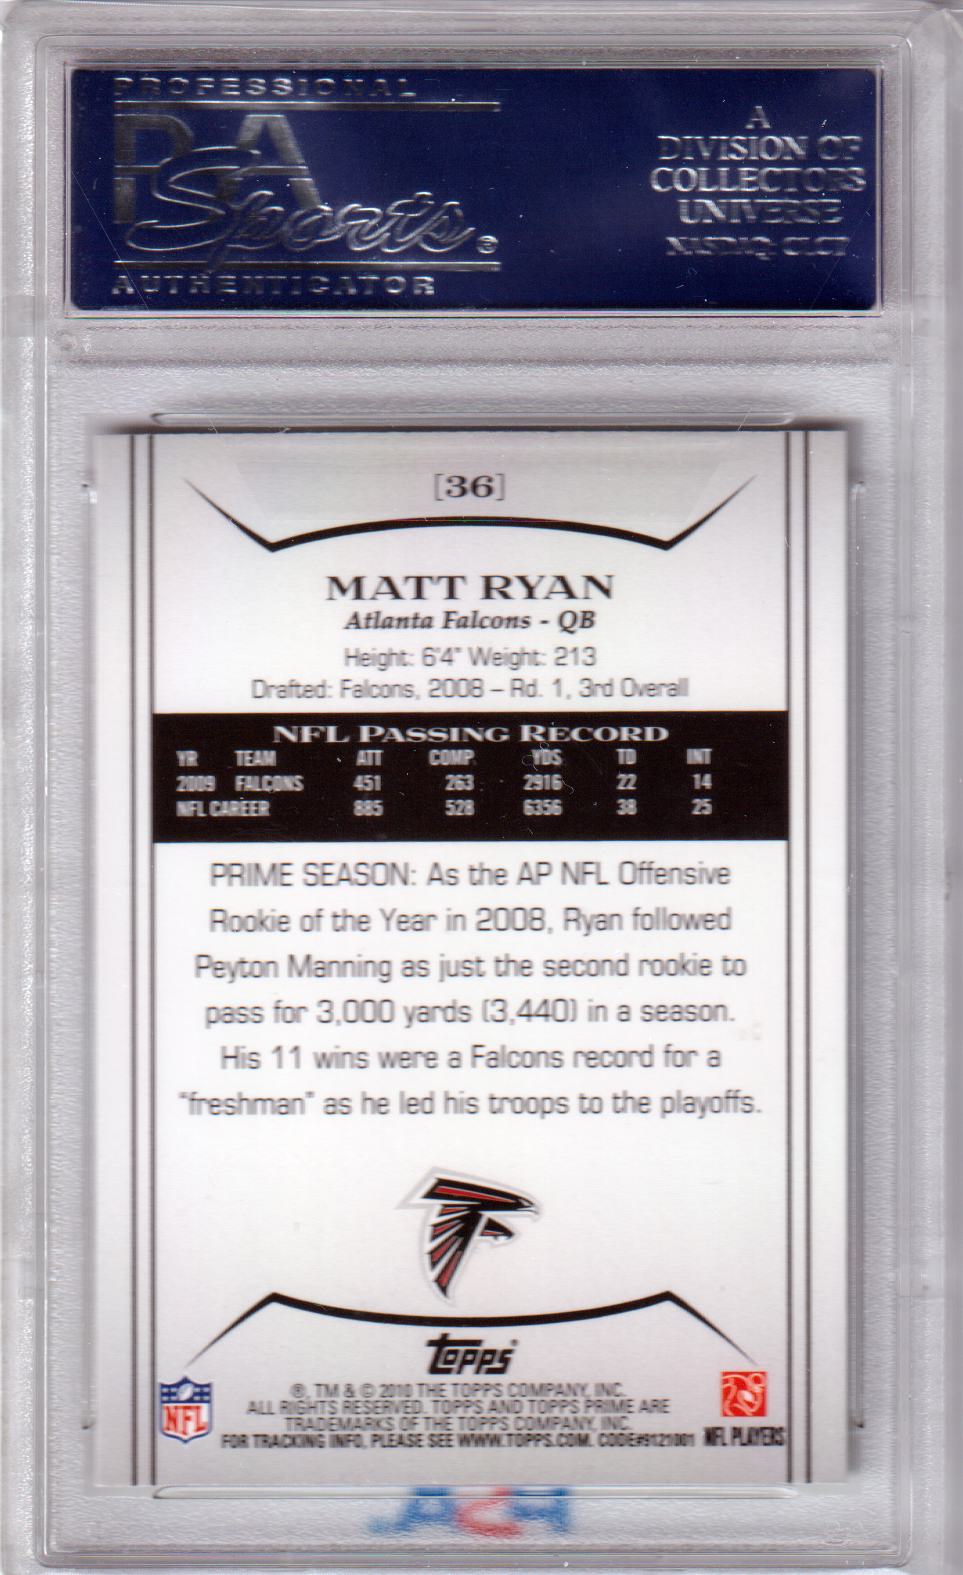 PROFESSIONAL
PSA
Sports ®
AUTHENTICATOR
A
DIVISION OF
COLLECTORS
UNIVERSE
NASDAQ: CLCT
[36]
MATT RYAN
Atlanta Falcons - QB
Height: 6'4" Weight: 213
Drafted: Falcons, 2008 – Rd. 1, 3rd Overall
NFL PASSING RECORD
YR TEAM ATT COMP YDS TD INT
2009 FALCONS 451 263 2916 22 14
NFL CAREER 885 528 6356 38 25
PRIME SEASON: As the AP NFL Offensive
Rookie of the Year in 2008, Ryan followed
Peyton Manning as just the second rookie to
pass for 3,000 yards (3,440) in a season.
His 11 wins were a Falcons record for a
"freshman" as he led his troops to the playoffs.
Topps
®, TM & © 2010 THE TOPPS COMPANY, INC.
ALL RIGHTS RESERVED. TOPPS AND TOPPS PRIME ARE
TRADEMARKS OF THE TOPPS COMPANY, INC.
FOR TRACKING INFO, PLEASE SEE WWW.TOPPS.COM. CODE#9121001
NFL
NFL PLAYERS
PSA